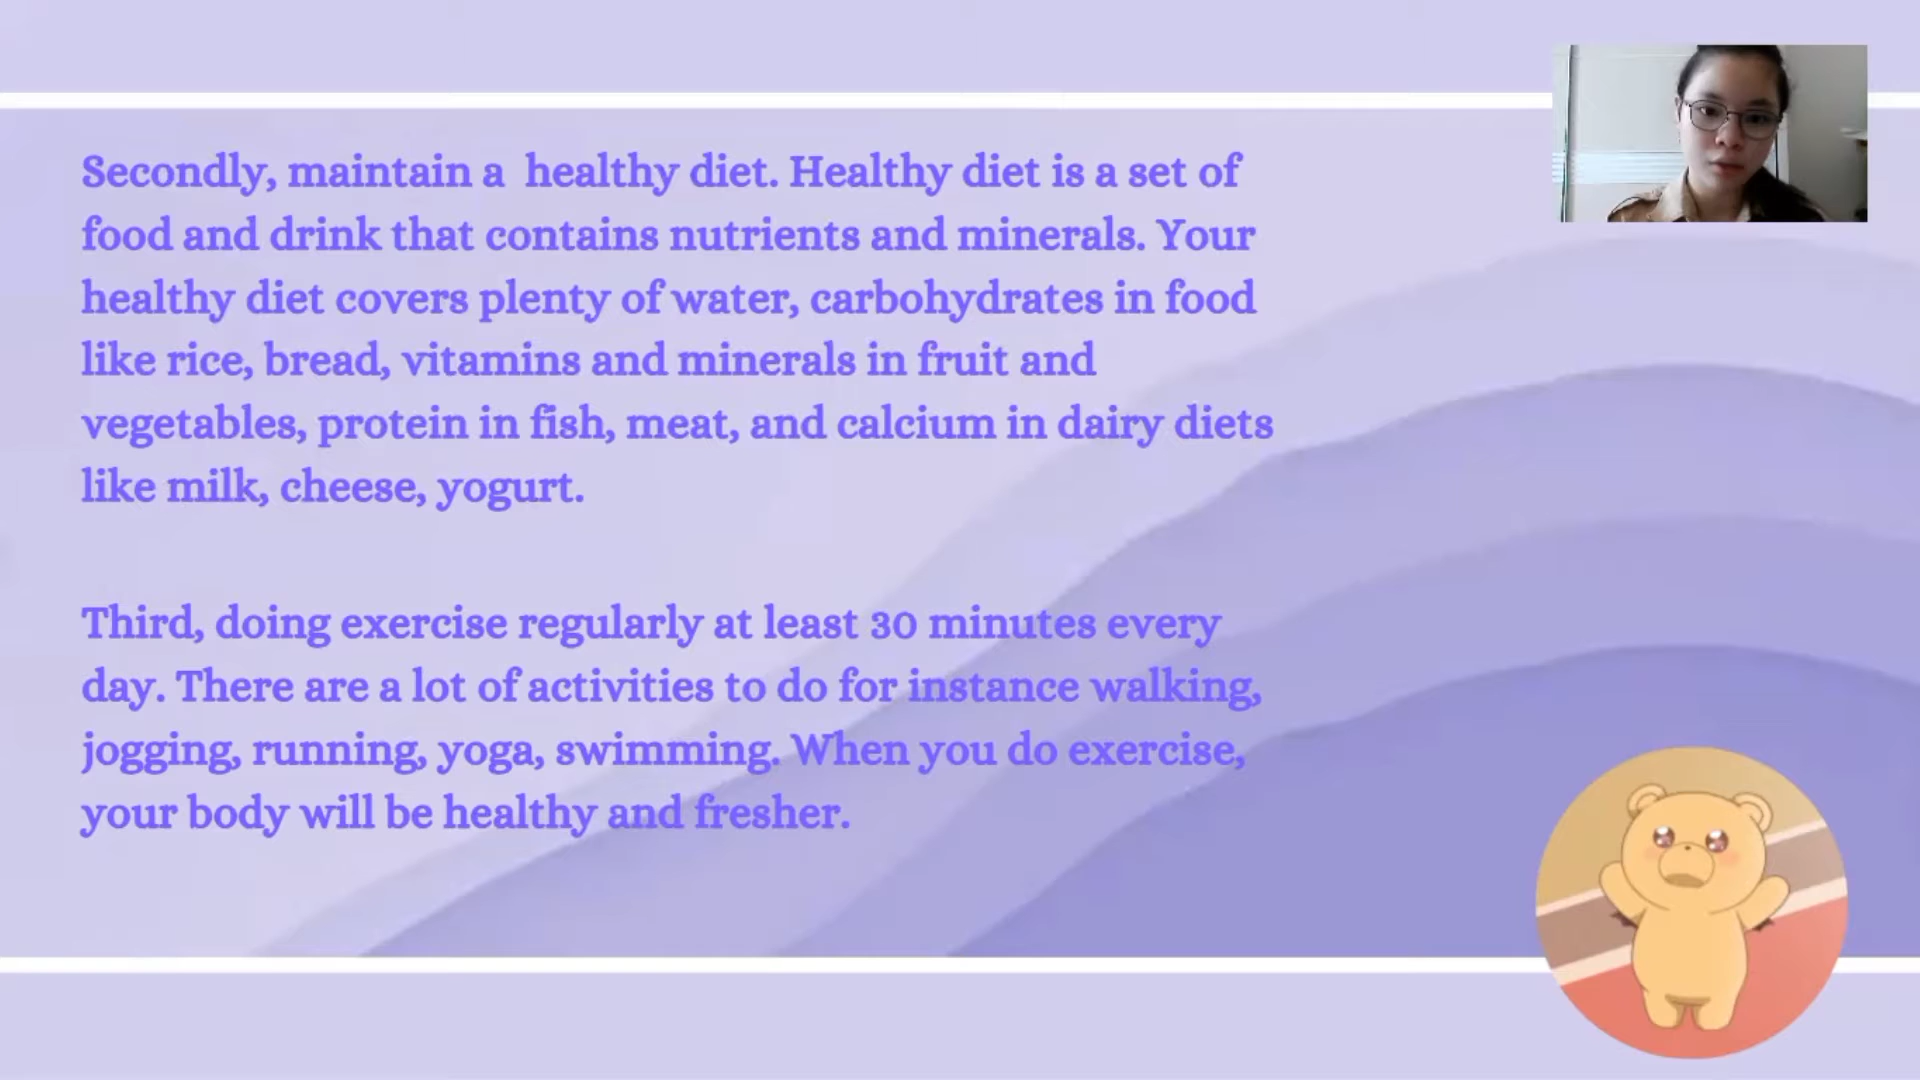 Secondly, maintain a  healthy diet. Healthy diet is a set of
food and drink that contains nutrients and minerals. Your
healthy diet covers plenty of water, carbohydrates in food
like rice, bread, vitamins and minerals in fruit and
vegetables, protein in fish, meat, and calcium in dairy diets
like milk, cheese, yogurt.
Third, doing exercise regularly at least 30 minutes every
day. There are a lot of activities to do for instance walking,
jogging, running, yoga, swimming. When you do exercise,
your body will be healthy and fresher.